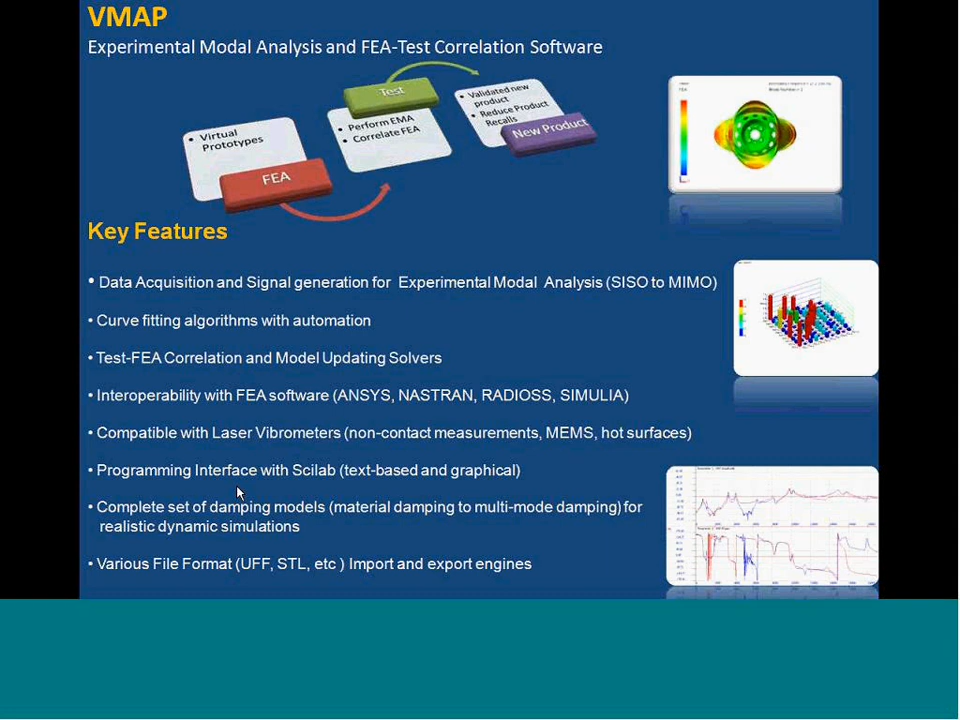 VMAP
Experimental Modal Analysis and FEA-Test Correlation Software
• Virtual
Prototypes
FEA
Test
• Perform EMA
• Correlate FEA
• Validated new
product
• Reduce Product
Recalls
New Product
Key Features
• Data Acquisition and Signal generation for Experimental Modal Analysis (SISO to MIMO)
• Curve fitting algorithms with automation
• Test-FEA Correlation and Model Updating Solvers
• Interoperability with FEA software (ANSYS, NASTRAN, RADIOSS, SIMULIA)
• Compatible with Laser Vibrometers (non-contact measurements, MEMS, hot surfaces)
• Programming Interface with Scilab (text-based and graphical)
• Complete set of damping models (material damping to multi-mode damping) for
realistic dynamic simulations
• Various File Format (UFF, STL, etc ) Import and export engines